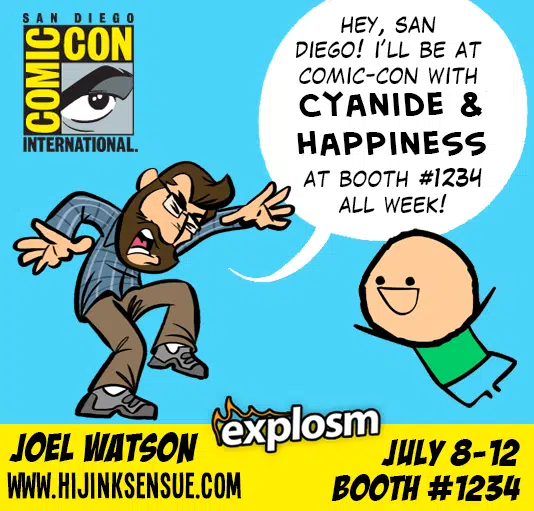 SAN DIEGO
COMIC
CON
INTERNATIONAL.
HEY, SAN
DIEGO! I'LL BE AT
COMIC-CON WITH
CYANIDE &
HAPPINESS
AT BOOTH #1234
ALL WEEK!
explosm
JOEL WATSON
WWW.HIJINKSENSUE.COM
JULY 8-12
BOOTH #1234